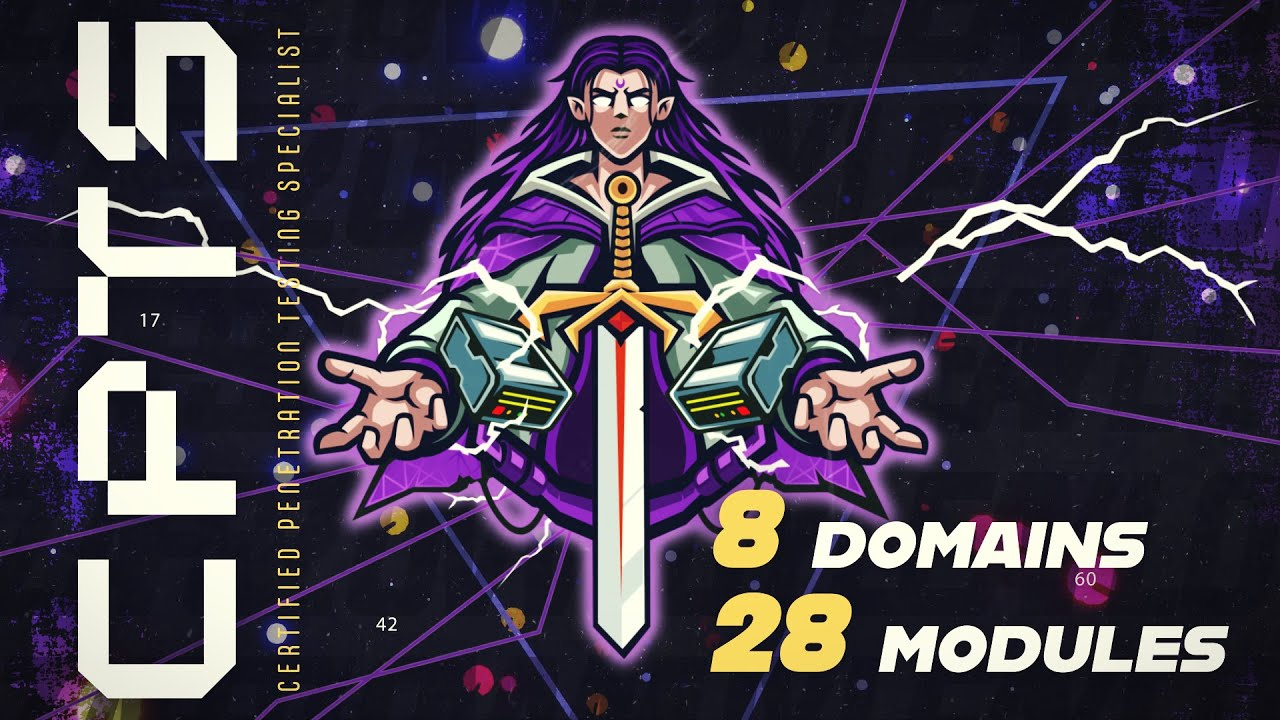 CPTS
CERTIFIED PENETRATION TESTING SPECIALIST
17
42
8 DOMAINS
60
28 MODULES